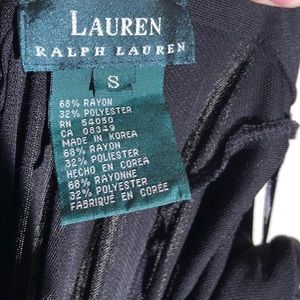 LAUREN
RALPH LAUREN
S
68% RAYON
32% POLYESTER
RN 54050
CA 08349
MADE IN KOREA
68% RAYON
32% POLIESTER
HECHO EN COREA
68% RAYONNE
32% POLYESTER
FABRIQUÉ EN CORÉE